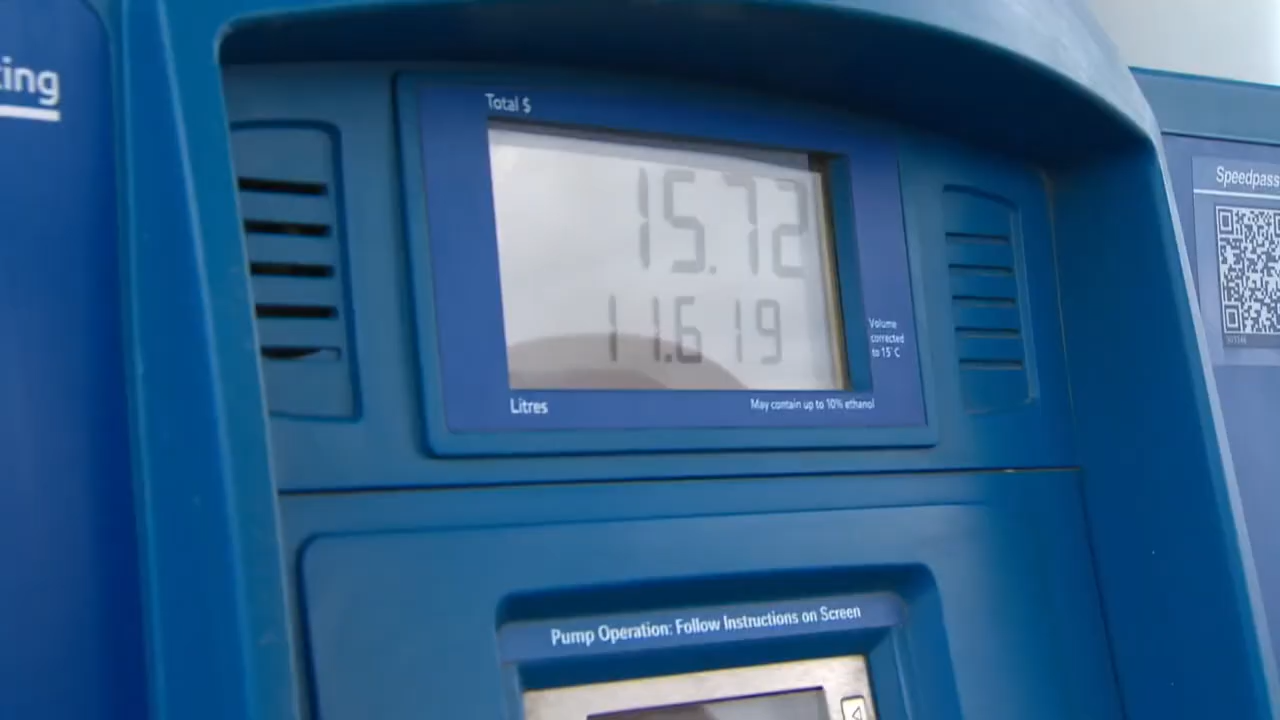 Total $
15.72
11.619
Volume
corrected
to 15°C
Litres
May contain up to 10% ethanol
Pump Operation: Follow Instructions on Screen
Speedpass